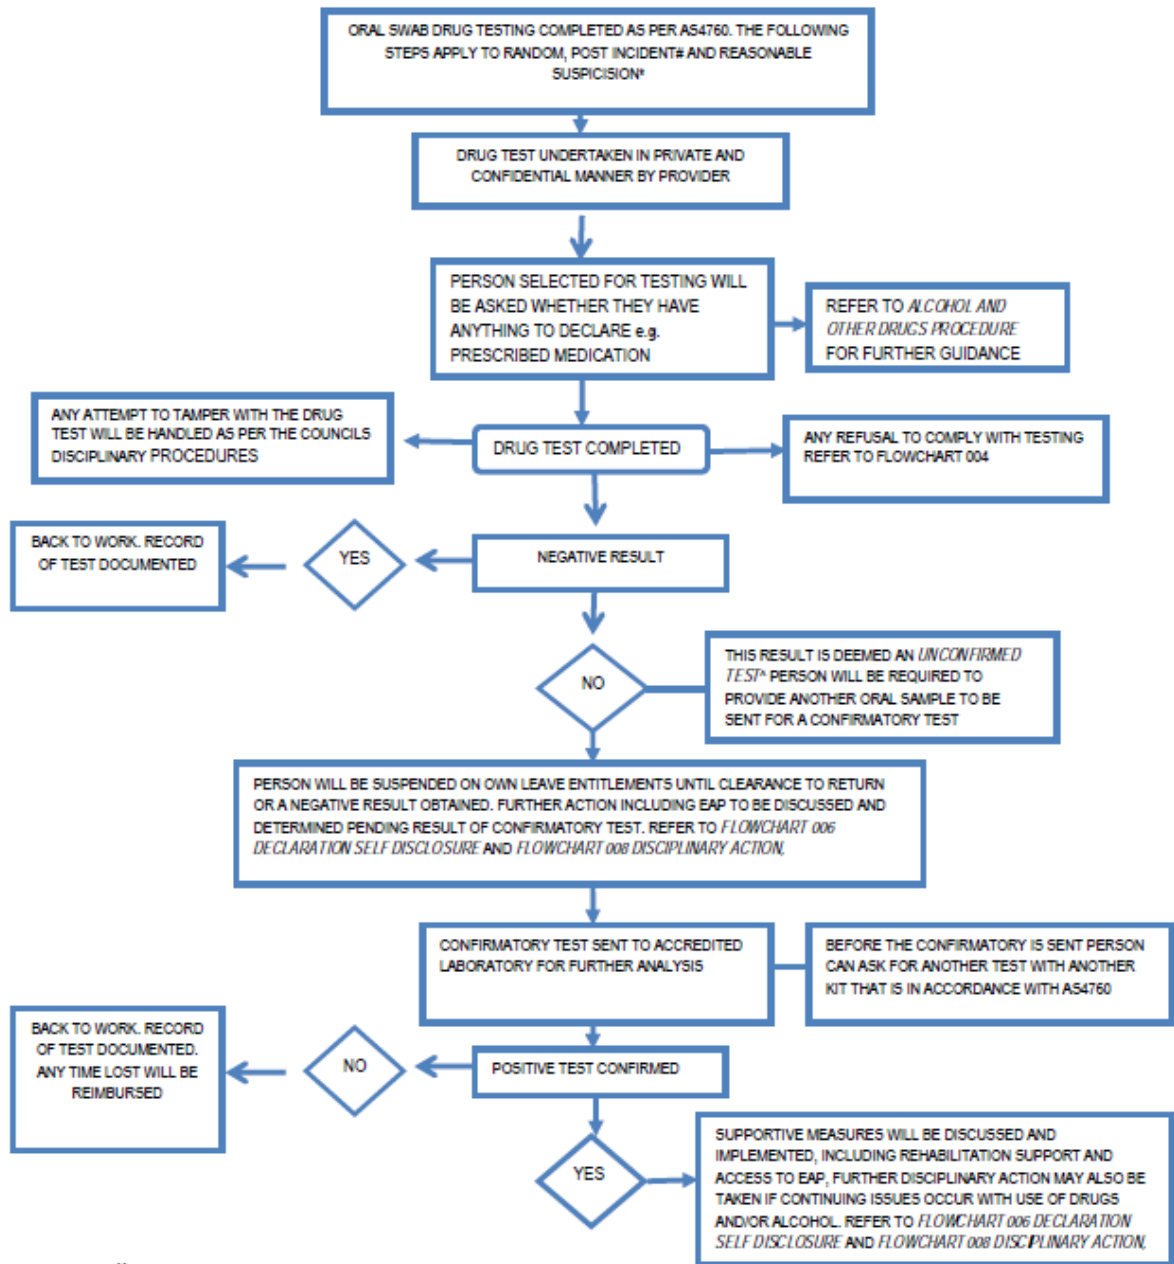 ORAL SWAB DRUG TESTING COMPLETED AS PER AS4760. THE FOLLOWING
STEPS APPLY TO RANDOM, POST INCIDENT# AND REASONABLE
SUSPICISION*
DRUG TEST UNDERTAKEN IN PRIVATE AND
CONFIDENTIAL MANNER BY PROVIDER
PERSON SELECTED FOR TESTING WILL
BE ASKED WHETHER THEY HAVE
ANYTHING TO DECLARE e.g.
PRESCRIBED MEDICATION
REFER TO ALCOHOL AND
OTHER DRUGS PROCEDURE
FOR FURTHER GUIDANCE
ANY ATTEMPT TO TAMPER WITH THE DRUG
TEST WILL BE HANDLED AS PER THE COUNCILS
DISCIPLINARY PROCEDURES
DRUG TEST COMPLETED
ANY REFUSAL TO COMPLY WITH TESTING
REFER TO FLOWCHART 004
BACK TO WORK. RECORD
OF TEST DOCUMENTED
YES
NEGATIVE RESULT
NO
THIS RESULT IS DEEMED AN UNCONFIRMED
TEST^ PERSON WILL BE REQUIRED TO
PROVIDE ANOTHER ORAL SAMPLE TO BE
SENT FOR A CONFIRMATORY TEST
PERSON WILL BE SUSPENDED ON OWN LEAVE ENTITLEMENTS UNTIL CLEARANCE TO RETURN
OR A NEGATIVE RESULT OBTAINED. FURTHER ACTION INCLUDING EAP TO BE DISCUSSED AND
DETERMINED PENDING RESULT OF CONFIRMATORY TEST. REFER TO FLOWCHART 006
DECLARATION SELF DISCLOSURE AND FLOWCHART 008 DISCIPLINARY ACTION,
CONFIRMATORY TEST SENT TO ACCREDITED
LABORATORY FOR FURTHER ANALYSIS
BEFORE THE CONFIRMATORY IS SENT PERSON
CAN ASK FOR ANOTHER TEST WITH ANOTHER
KIT THAT IS IN ACCORDANCE WITH AS4760
BACK TO WORK. RECORD
OF TEST DOCUMENTED.
ANY TIME LOST WILL BE
REIMBURSED
NO
POSITIVE TEST CONFIRMED
YES
SUPPORTIVE MEASURES WILL BE DISCUSSED AND
IMPLEMENTED, INCLUDING REHABILITATION SUPPORT AND
ACCESS TO EAP, FURTHER DISCIPLINARY ACTION MAY ALSO BE
TAKEN IF CONTINUING ISSUES OCCUR WITH USE OF DRUGS
AND/OR ALCOHOL. REFER TO FLOWCHART 006 DECLARATION
SELF DISCLOSURE AND FLOWCHART 008 DISCIPLINARY ACTION,